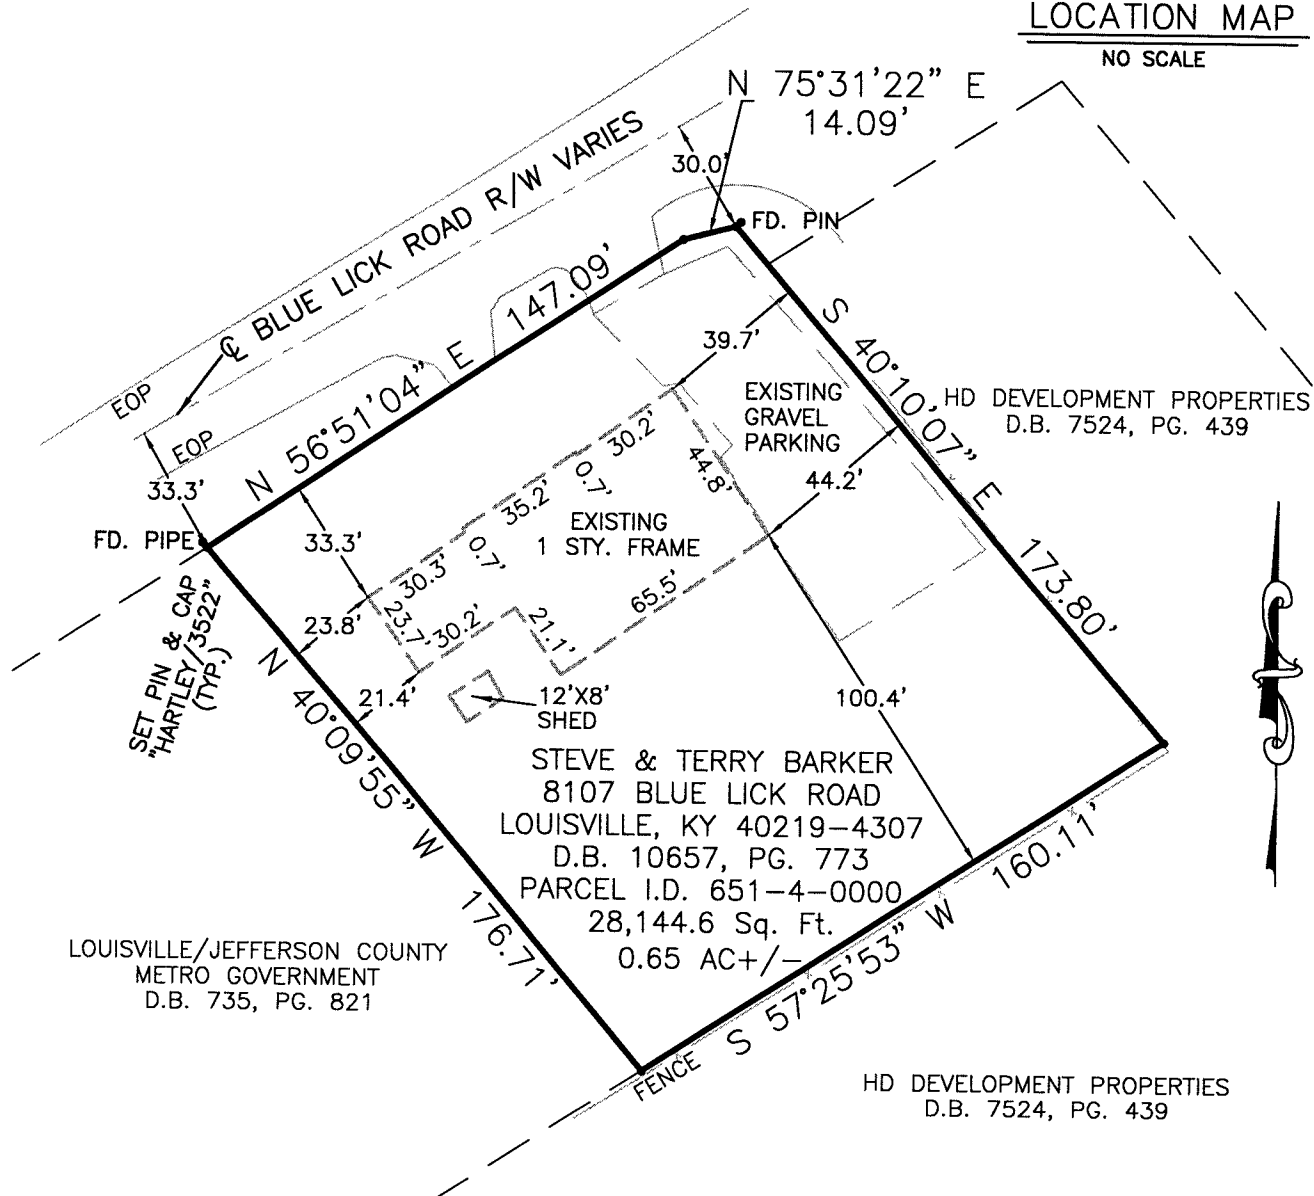 LOCATION MAP
NO SCALE
N 75°31'22" E
14.09'
30.0'
FD. PIN
℄ BLUE LICK ROAD R/W VARIES
EOP
EOP
33.3'
N 56°51'04" E 147.09'
FD. PIPE
SET PIN & CAP
"HARTLEY/3522"
(TYP.)
39.7'
S 40°10'07" E 173.80'
EXISTING
GRAVEL
PARKING
HD DEVELOPMENT PROPERTIES
D.B. 7524, PG. 439
44.2'
44.8'
30.2'
0.7'
35.2'
0.7'
30.3'
EXISTING
1 STY. FRAME
33.3'
23.8'
23.7'
30.2'
21.1'
65.5'
21.4'
12'X8'
SHED
100.4'
N 40°09'55" W 176.71'
STEVE & TERRY BARKER
8107 BLUE LICK ROAD
LOUISVILLE, KY 40219-4307
D.B. 10657, PG. 773
PARCEL I.D. 651-4-0000
28,144.6 Sq. Ft.
0.65 AC+/-
LOUISVILLE/JEFFERSON COUNTY
METRO GOVERNMENT
D.B. 735, PG. 821
FENCE
S 57°25'53" W 160.11'
HD DEVELOPMENT PROPERTIES
D.B. 7524, PG. 439